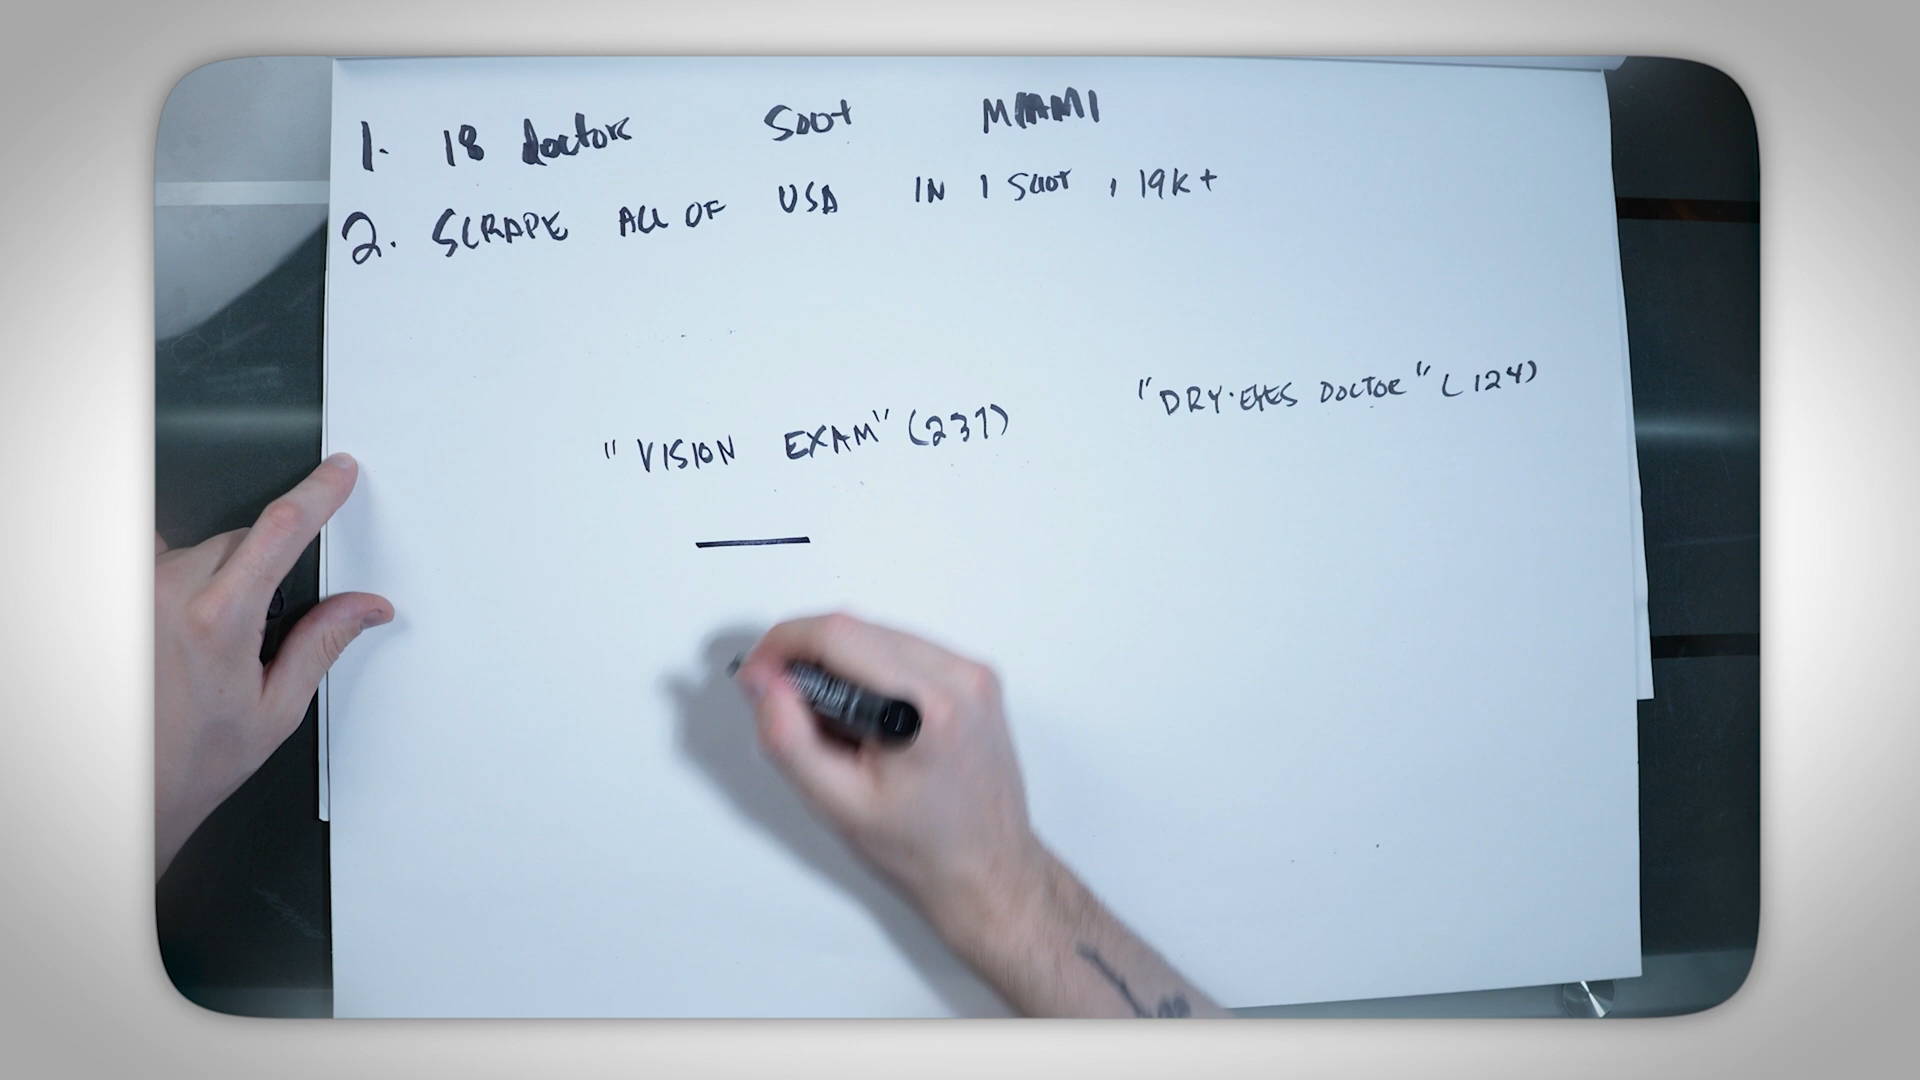 1. 18 doctors Shot MIAMI
2. SCRAPE ALL OF USA IN 1 SHOT, 19K+
"DRY-EYES DOCTOR" (124)
"VISION EXAM" (237)